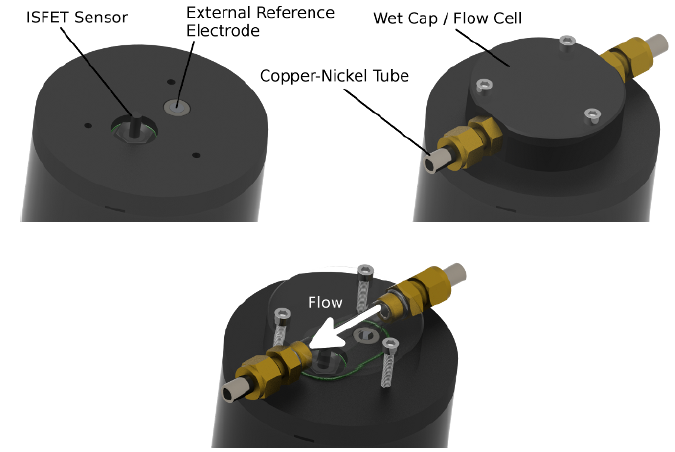 ISFET Sensor
External Reference
Electrode
Wet Cap / Flow Cell
Copper-Nickel Tube
Flow